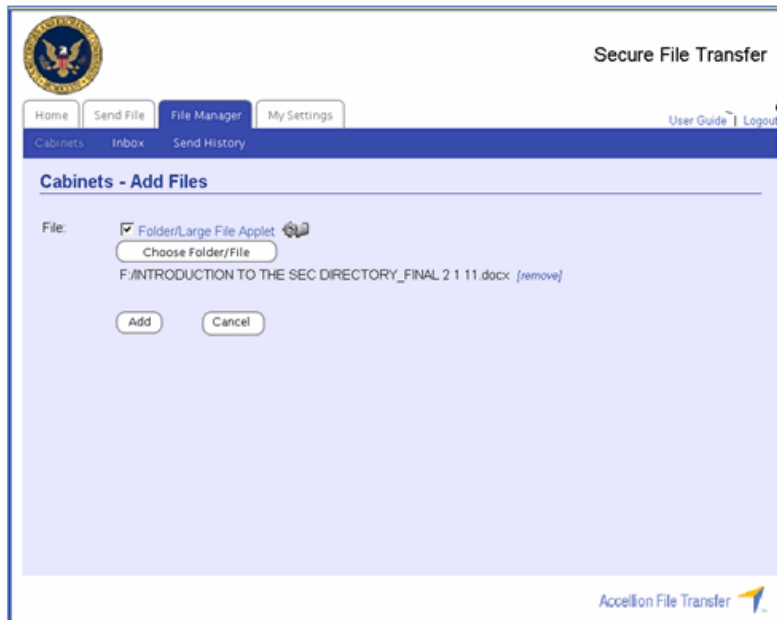 Secure File Transfer
Home Send File File Manager My Settings
User Guide | Logout
Cabinets Inbox Send History
Cabinets - Add Files
File: Folder/Large File Applet
Choose Folder/File
F:/INTRODUCTION TO THE SEC DIRECTORY_FINAL 2 1 11.docx [remove]
Add Cancel
Accellion File Transfer